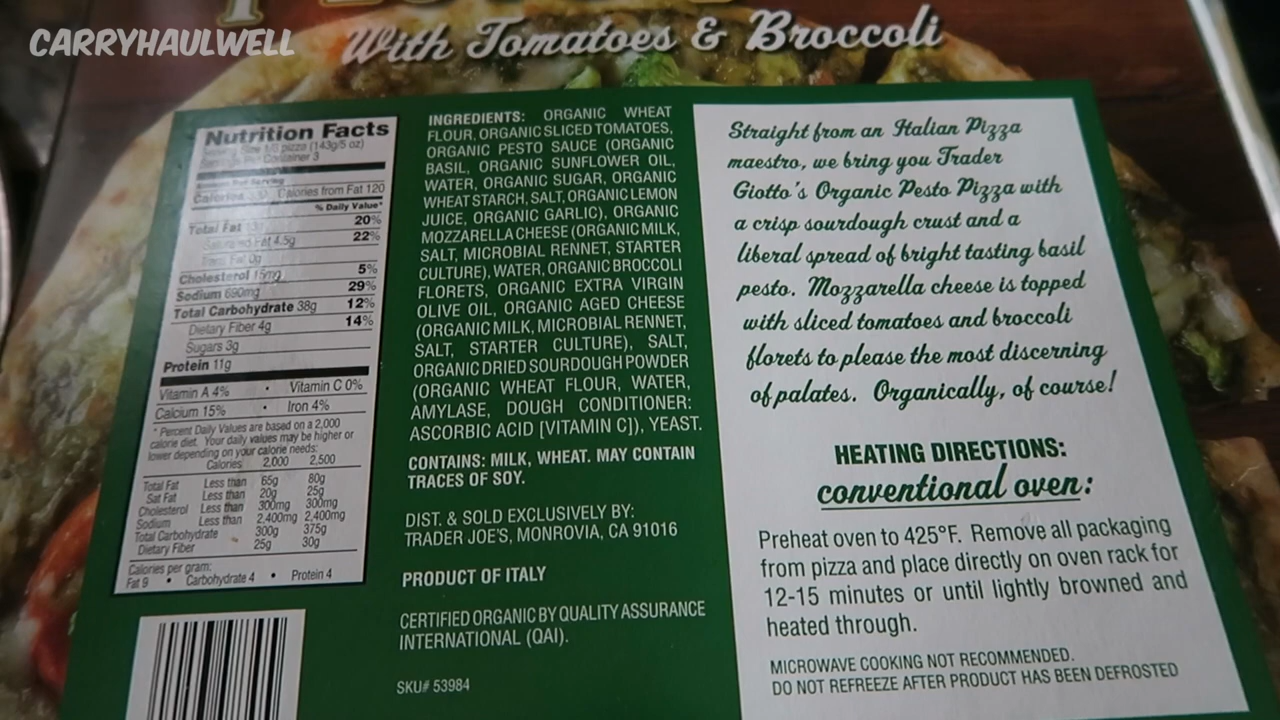 CARRYHAULWELL
With Tomatoes & Broccoli
Nutrition Facts
Size 1/3 pizza (143g/5 oz)
Servings Per Container 3
Amount Per Serving
Calories Calories from Fat 120
% Daily Value*
Total Fat 20%
Saturated Fat 4.5g 22%
Trans Fat 0g
Cholesterol 15mg 5%
Sodium 690mg 29%
Total Carbohydrate 38g 12%
Dietary Fiber 4g 14%
Sugars 3g
Protein 11g
Vitamin A 4% • Vitamin C 0%
Calcium 15% • Iron 4%
* Percent Daily Values are based on a 2,000
calorie diet. Your daily values may be higher or
lower depending on your calorie needs:
Calories 2,000 2,500
Total Fat Less than 65g 80g
Sat Fat Less than 20g 25g
Cholesterol Less than 300mg 300mg
Sodium Less than 2,400mg 2,400mg
Total Carbohydrate 300g 375g
Dietary Fiber 25g 30g
Calories per gram:
Fat 9 • Carbohydrate 4 • Protein 4
INGREDIENTS: ORGANIC WHEAT
FLOUR, ORGANIC SLICED TOMATOES,
ORGANIC PESTO SAUCE (ORGANIC
BASIL, ORGANIC SUNFLOWER OIL,
WATER, ORGANIC SUGAR, ORGANIC
WHEAT STARCH, SALT, ORGANIC LEMON
JUICE, ORGANIC GARLIC), ORGANIC
MOZZARELLA CHEESE (ORGANIC MILK,
SALT, MICROBIAL RENNET, STARTER
CULTURE), WATER, ORGANIC BROCCOLI
FLORETS, ORGANIC EXTRA VIRGIN
OLIVE OIL, ORGANIC AGED CHEESE
(ORGANIC MILK, MICROBIAL RENNET,
SALT, STARTER CULTURE), SALT,
ORGANIC DRIED SOURDOUGH POWDER
(ORGANIC WHEAT FLOUR, WATER,
AMYLASE, DOUGH CONDITIONER:
ASCORBIC ACID [VITAMIN C]), YEAST.
CONTAINS: MILK, WHEAT. MAY CONTAIN
TRACES OF SOY.
DIST. & SOLD EXCLUSIVELY BY:
TRADER JOE'S, MONROVIA, CA 91016
PRODUCT OF ITALY
CERTIFIED ORGANIC BY QUALITY ASSURANCE
INTERNATIONAL (QAI).
SKU# 53984
Straight from an Italian Pizza
maestro, we bring you Trader
Giotto's Organic Pesto Pizza with
a crisp sourdough crust and a
liberal spread of bright tasting basil
pesto. Mozzarella cheese is topped
with sliced tomatoes and broccoli
florets to please the most discerning
of palates. Organically, of course!
HEATING DIRECTIONS:
conventional oven:
Preheat oven to 425°F. Remove all packaging
from pizza and place directly on oven rack for
12-15 minutes or until lightly browned and
heated through.
MICROWAVE COOKING NOT RECOMMENDED.
DO NOT REFREEZE AFTER PRODUCT HAS BEEN DEFROSTED